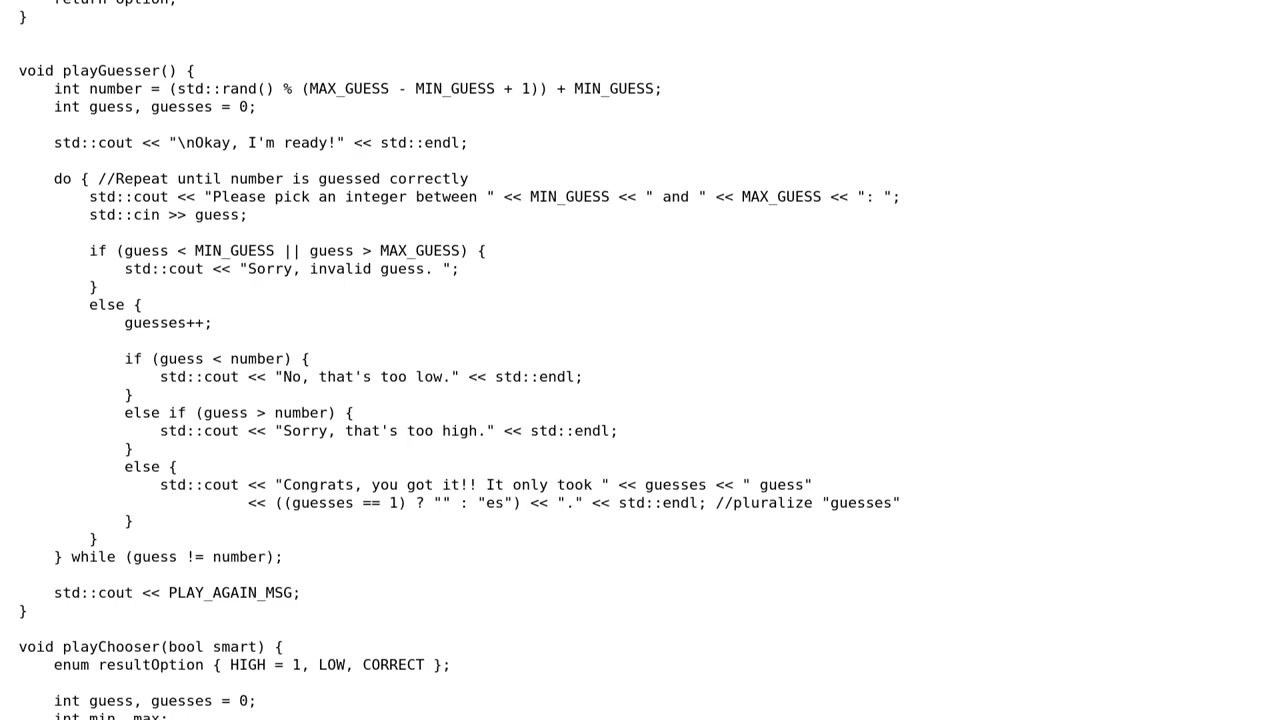 return option;
}
void playGuesser() {
    int number = (std::rand() % (MAX_GUESS - MIN_GUESS + 1)) + MIN_GUESS;
    int guess, guesses = 0;
    std::cout << "\nOkay, I'm ready!" << std::endl;
    do { //Repeat until number is guessed correctly
        std::cout << "Please pick an integer between " << MIN_GUESS << " and " << MAX_GUESS << ": ";
        std::cin >> guess;
        if (guess < MIN_GUESS || guess > MAX_GUESS) {
            std::cout << "Sorry, invalid guess. ";
        }
        else {
            guesses++;
            if (guess < number) {
                std::cout << "No, that's too low." << std::endl;
            }
            else if (guess > number) {
                std::cout << "Sorry, that's too high." << std::endl;
            }
            else {
                std::cout << "Congrats, you got it!! It only took " << guesses << " guess"
                          << ((guesses == 1) ? "" : "es") << "." << std::endl; //pluralize "guesses"
            }
        }
    } while (guess != number);
    std::cout << PLAY_AGAIN_MSG;
}
void playChooser(bool smart) {
    enum resultOption { HIGH = 1, LOW, CORRECT };
    int guess, guesses = 0;
    int min, max;